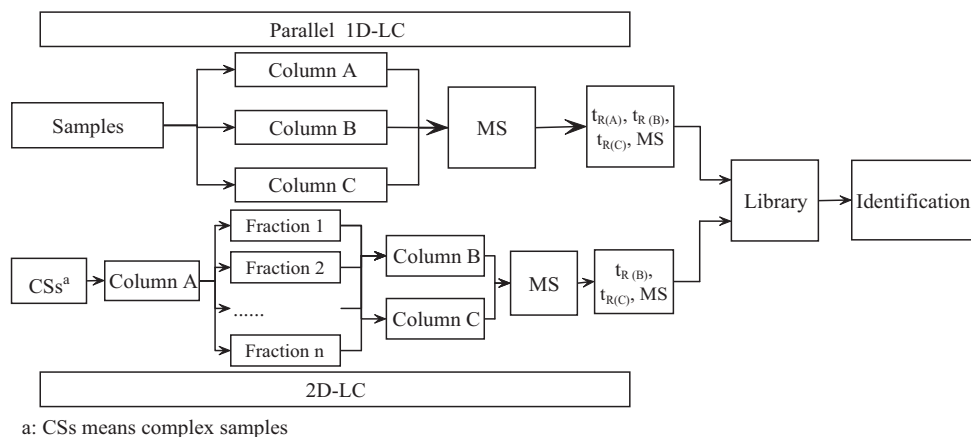 Parallel 1D-LC
Samples
Column A
Column B
Column C
MS
tR(A), tR (B),
tR(C), MS
Library
Identification
CSsa
Column A
Fraction 1
Fraction 2
......
Fraction n
Column B
Column C
MS
tR (B),
tR(C), MS
2D-LC
a: CSs means complex samples